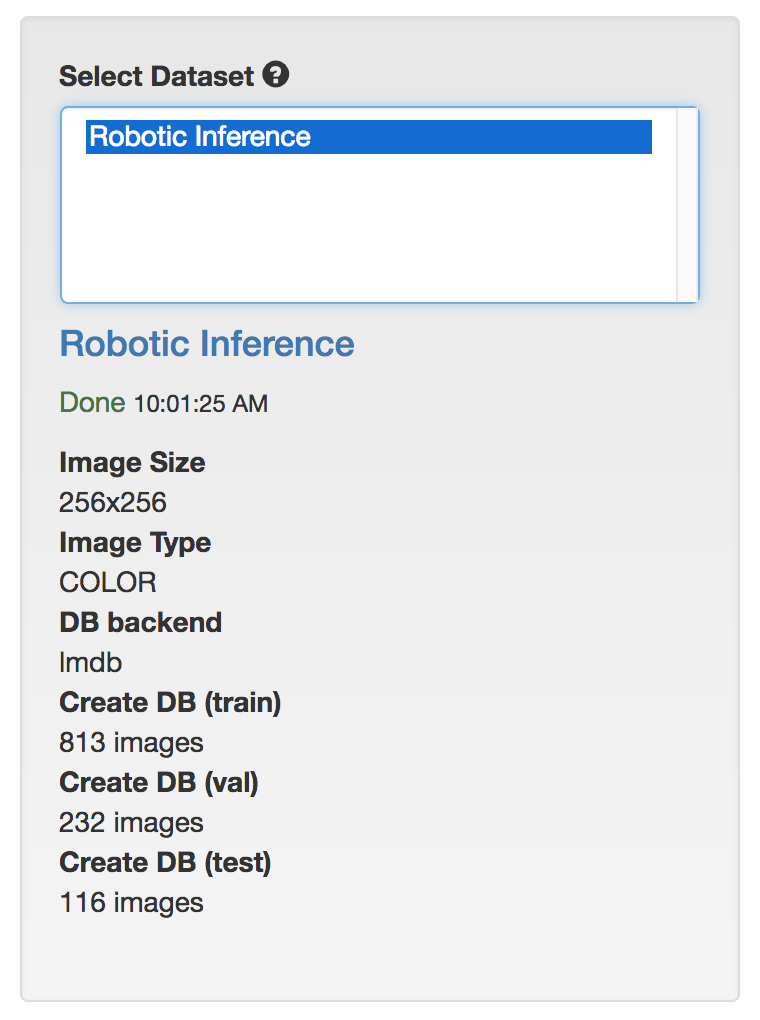 Select Dataset ?
Robotic Inference
Robotic Inference
Done 10:01:25 AM
Image Size
256x256
Image Type
COLOR
DB backend
lmdb
Create DB (train)
813 images
Create DB (val)
232 images
Create DB (test)
116 images